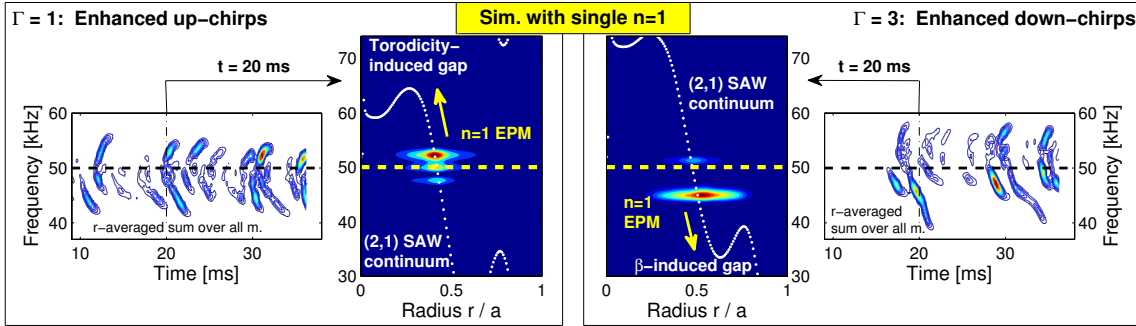 Γ = 1: Enhanced up-chirps
Sim. with single n=1
Γ = 3: Enhanced down-chirps
t = 20 ms
60
50
40
Frequency [kHz]
r-averaged sum over all m.
10
20
30
Time [ms]
70
60
50
40
30
Torodicity-
induced gap
n=1 EPM
(2,1) SAW
continuum
0
0.5
1
Radius r / a
70
60
50
40
30
(2,1) SAW
continuum
n=1
EPM
β-induced gap
0
0.5
1
Radius r / a
t = 20 ms
r-averaged
sum over all m.
10
20
30
Time [ms]
60
50
40
Frequency [kHz]